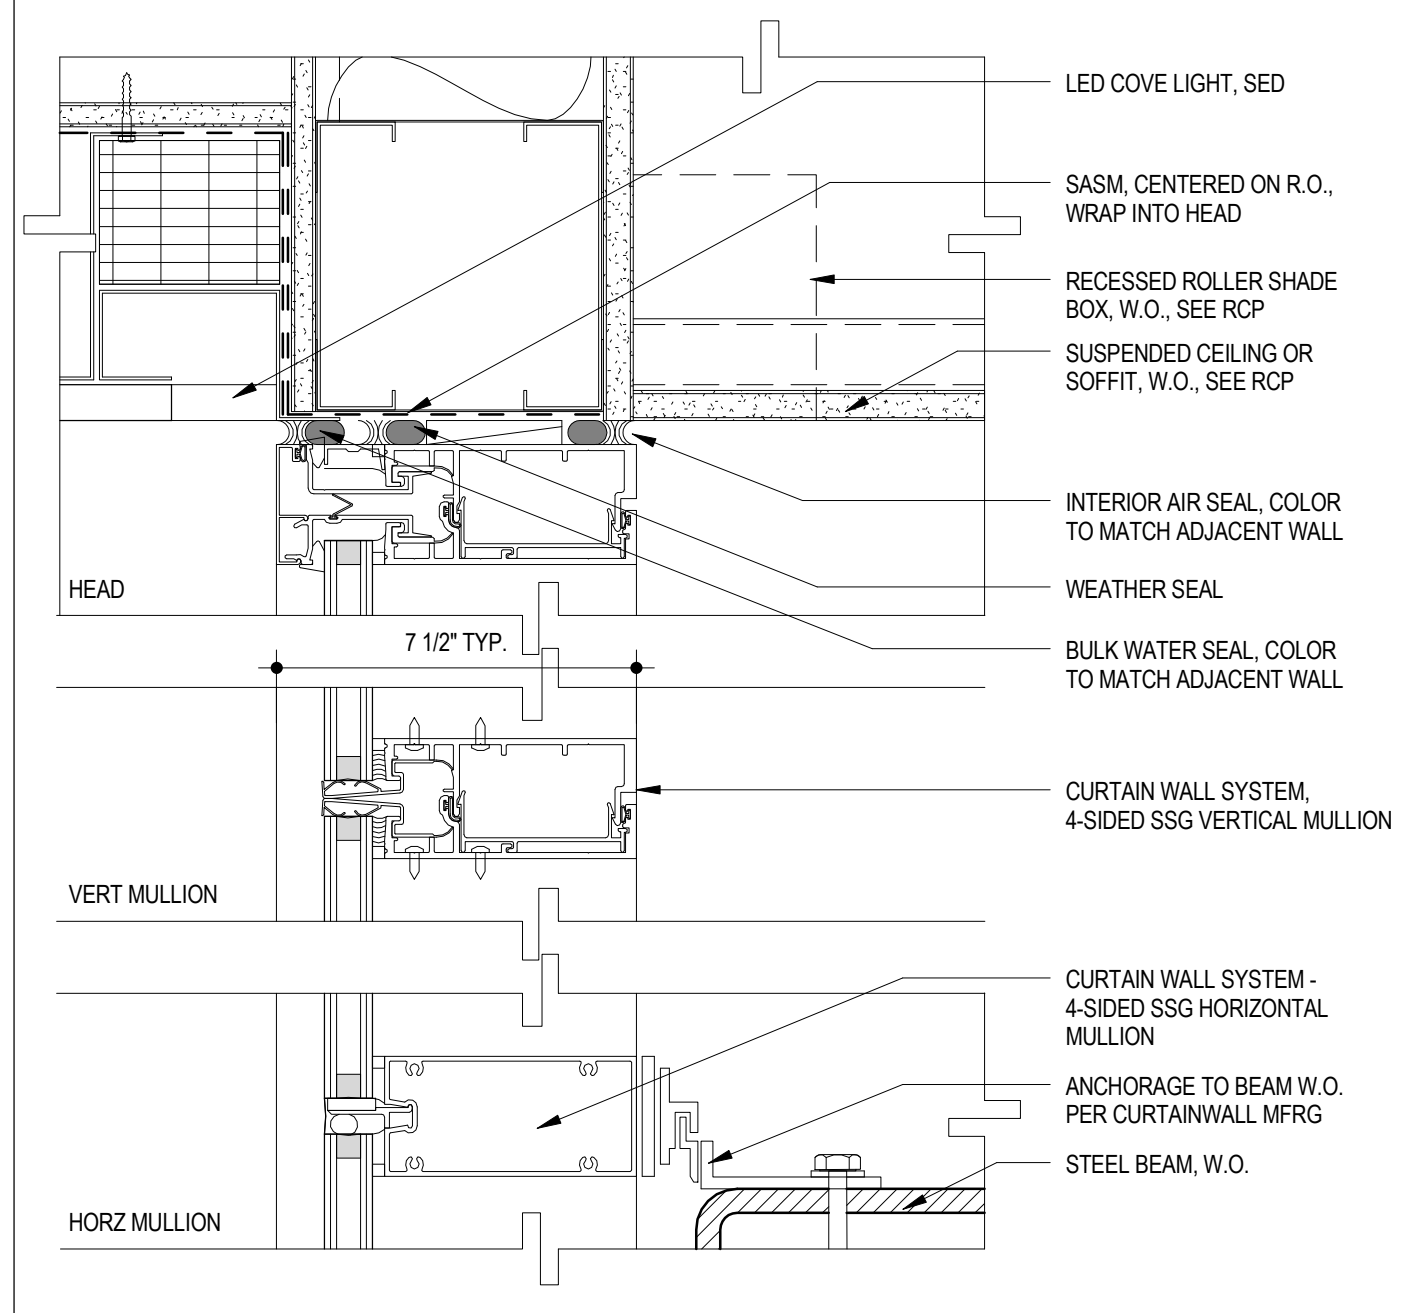 LED COVE LIGHT, SED
SASM, CENTERED ON R.O.,
WRAP INTO HEAD
RECESSED ROLLER SHADE
BOX, W.O., SEE RCP
SUSPENDED CEILING OR
SOFFIT, W.O., SEE RCP
INTERIOR AIR SEAL, COLOR
TO MATCH ADJACENT WALL
HEAD
WEATHER SEAL
7 1/2" TYP.
BULK WATER SEAL, COLOR
TO MATCH ADJACENT WALL
CURTAIN WALL SYSTEM,
4-SIDED SSG VERTICAL MULLION
VERT MULLION
CURTAIN WALL SYSTEM -
4-SIDED SSG HORIZONTAL
MULLION
ANCHORAGE TO BEAM W.O.
PER CURTAINWALL MFRG
STEEL BEAM, W.O.
HORZ MULLION